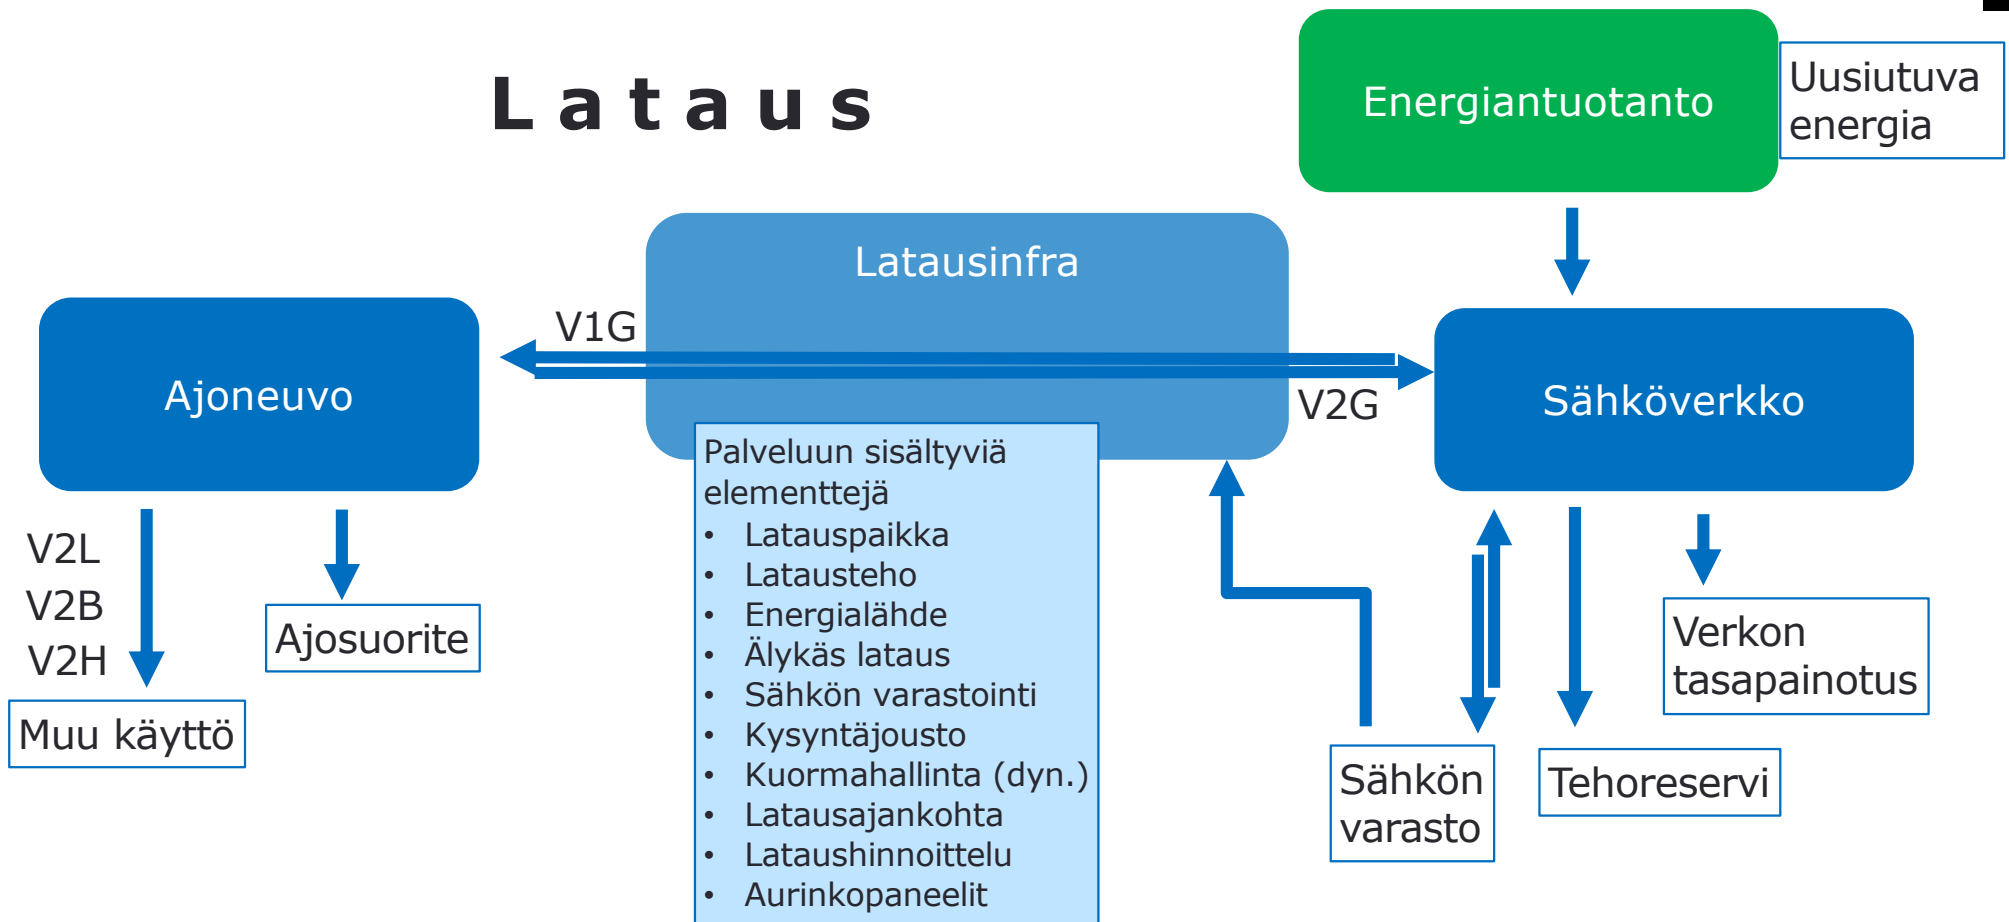 L a t a u s
Energiantuotanto
Uusiutuva
energia
Latausinfra
V1G
V2G
Ajoneuvo
Sähköverkko
V2L
V2B
V2H
Muu käyttö
Ajosuorite
Palveluun sisältyviä
elementtejä
• Latauspaikka
• Latausteho
• Energialähde
• Älykäs lataus
• Sähkön varastointi
• Kysyntäjousto
• Kuormahallinta (dyn.)
• Latausajankohta
• Lataushinnoittelu
• Aurinkopaneelit
Sähkön
varasto
Tehoreservi
Verkon
tasapainotus